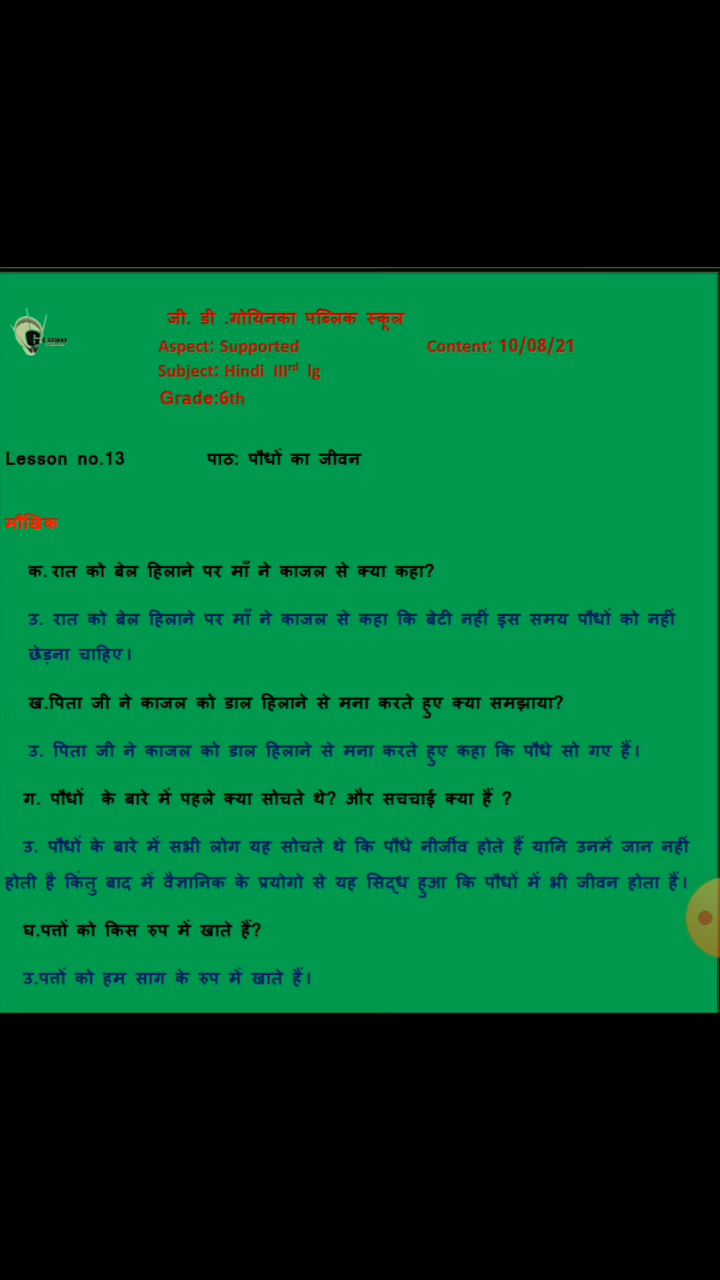 जी. डी .गोयिनका पब्लिक स्कूल
Aspect: Supported Content: 10/08/21
Subject: Hindi IIIrd lg
Grade:6th
Lesson no.13 पाठ: पौधों का जीवन
मौखिक
क. रात को बेल हिलाने पर माँ ने काजल से क्या कहा?
उ. रात को बेल हिलाने पर माँ ने काजल से कहा कि बेटी नहीं इस समय पौधों को नहीं
छेड़ना चाहिए।
ख.पिता जी ने काजल को डाल हिलाने से मना करते हुए क्या समझाया?
उ. पिता जी ने काजल को डाल हिलाने से मना करते हुए कहा कि पौधे सो गए हैं।
ग. पौधों के बारे में पहले क्या सोचते थे? और सचचाई क्या हैं ?
उ. पौधों के बारे में सभी लोग यह सोचते थे कि पौधे नीर्जीव होते हैं यानि उनमें जान नहीं
होती है किंतु बाद में वैज्ञानिक के प्रयोगो से यह सिद्ध हुआ कि पौधों में भी जीवन होता हैं।
घ.पत्तों को किस रुप में खाते हैं?
उ.पत्तों को हम साग के रुप में खाते हैं।